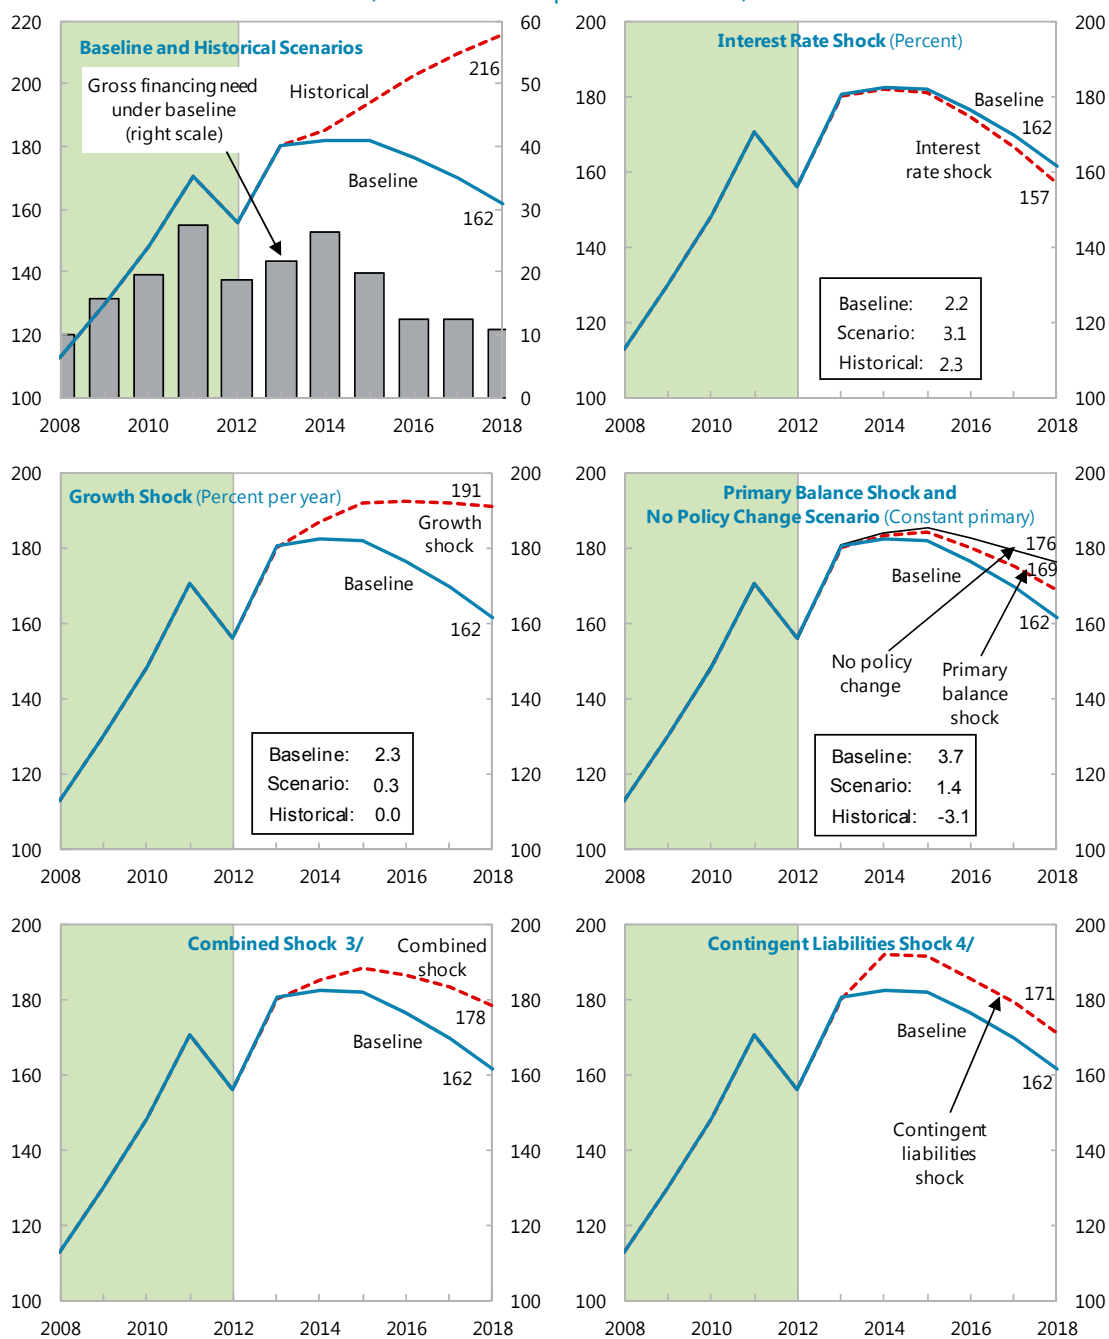 220
60
Baseline and Historical Scenarios
216
200
50
Gross financing need
under baseline
(right scale)
Historical
180
40
Baseline
160
30
162
140
20
120
10
100
0
2008 2010 2012 2014 2016 2018
200
200
Interest Rate Shock (Percent)
180
180
Baseline
162
Interest
rate shock
160
160
157
140
140
Baseline: 2.2
Scenario: 3.1
Historical: 2.3
120
120
100
100
2008 2010 2012 2014 2016 2018
200
200
Growth Shock (Percent per year)
191
Growth
shock
180
180
Baseline
160
160
162
140
140
Baseline: 2.3
Scenario: 0.3
Historical: 0.0
120
120
100
100
2008 2010 2012 2014 2016 2018
200
200
Primary Balance Shock and
No Policy Change Scenario (Constant primary)
176
180
180
169
Baseline
160
160
162
No policy
change
Primary
balance
shock
140
140
Baseline: 3.7
Scenario: 1.4
Historical: -3.1
120
120
100
100
2008 2010 2012 2014 2016 2018
200
200
Combined Shock 3/
Combined
shock
180
180
178
Baseline
160
160
162
140
140
120
120
100
100
2008 2010 2012 2014 2016 2018
200
200
Contingent Liabilities Shock 4/
171
180
180
Baseline
160
160
162
Contingent
liabilities
shock
140
140
120
120
100
100
2008 2010 2012 2014 2016 2018